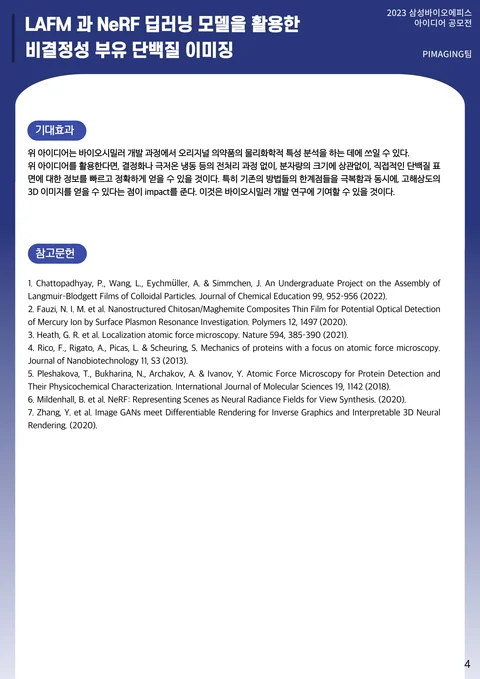 LAFM 과 NeRF 딥러닝 모델을 활용한
비결정성 부유 단백질 이미징
2023 삼성바이오에피스
아이디어 공모전
PIMAGING팀
기대효과
위 아이디어는 바이오시밀러 개발 과정에서 오리지널 의약품의 물리화학적 특성 분석을 하는 데에 쓰일 수 있다.
위 아이디어를 활용한다면, 결정화나 극저온 냉동 등의 전처리 과정 없이, 분자량의 크기에 상관없이, 직접적인 단백질 표
면에 대한 정보를 빠르고 정확하게 얻을 수 있을 것이다. 특히 기존의 방법들의 한계점들을 극복함과 동시에, 고해상도의
3D 이미지를 얻을 수 있다는 점이 impact를 준다. 이것은 바이오시밀러 개발 연구에 기여할 수 있을 것이다.
참고문헌
1. Chattopadhyay, P., Wang, L., Eychmüller, A. & Simmchen, J. An Undergraduate Project on the Assembly of
Langmuir-Blodgett Films of Colloidal Particles. Journal of Chemical Education 99, 952-956 (2022).
2. Fauzi, N. I. M. et al. Nanostructured Chitosan/Maghemite Composites Thin Film for Potential Optical Detection
of Mercury Ion by Surface Plasmon Resonance Investigation. Polymers 12, 1497 (2020).
3. Heath, G. R. et al. Localization atomic force microscopy. Nature 594, 385-390 (2021).
4. Rico, F., Rigato, A., Picas, L. & Scheuring, S. Mechanics of proteins with a focus on atomic force microscopy.
Journal of Nanobiotechnology 11, S3 (2013).
5. Pleshakova, T., Bukharina, N., Archakov, A. & Ivanov, Y. Atomic Force Microscopy for Protein Detection and
Their Physicochemical Characterization. International Journal of Molecular Sciences 19, 1142 (2018).
6. Mildenhall, B. et al. NeRF: Representing Scenes as Neural Radiance Fields for View Synthesis. (2020).
7. Zhang, Y. et al. Image GANs meet Differentiable Rendering for Inverse Graphics and Interpretable 3D Neural
Rendering. (2020).
4